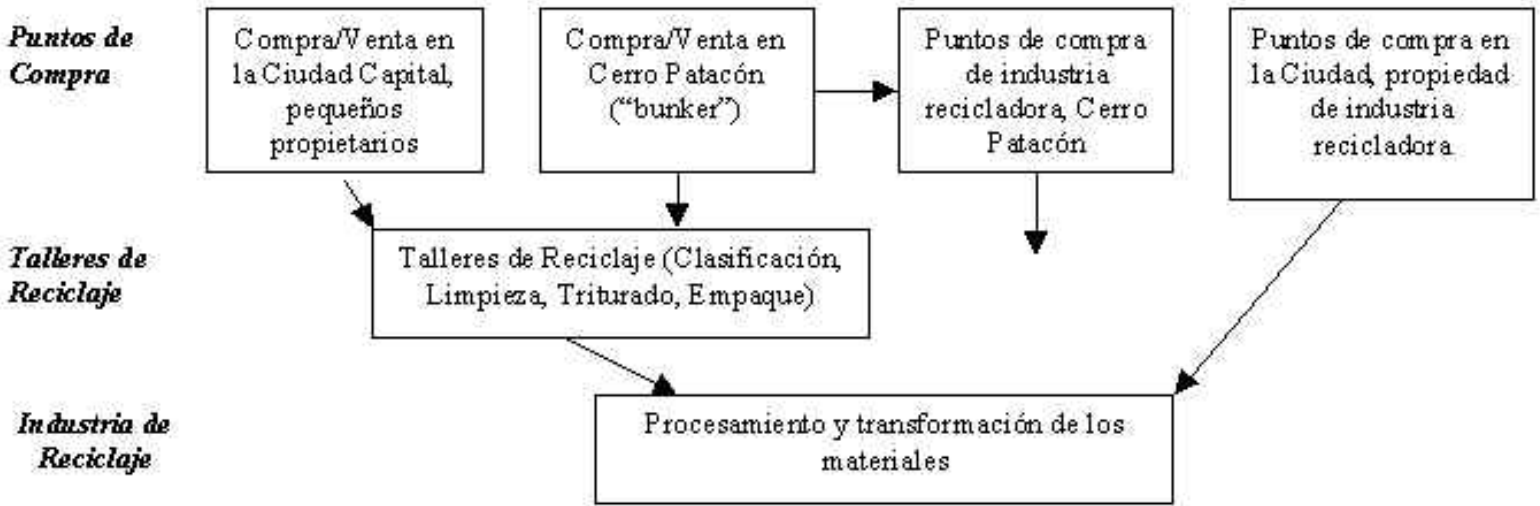 Puntos de
Compra
Compra/Venta en
la Ciudad Capital,
pequeños
propietarios
Compra/Venta en
Cerro Patacón
(“bunker”)
Puntos de compra
de industria
recicladora, Cerro
Patacón
Puntos de compra en
la Ciudad, propiedad
de industria
recicladora
Talleres de
Reciclaje
Talleres de Reciclaje (Clasificación,
Limpieza, Triturado, Empaque)
Industria de
Reciclaje
Procesamiento y transformación de los
materiales